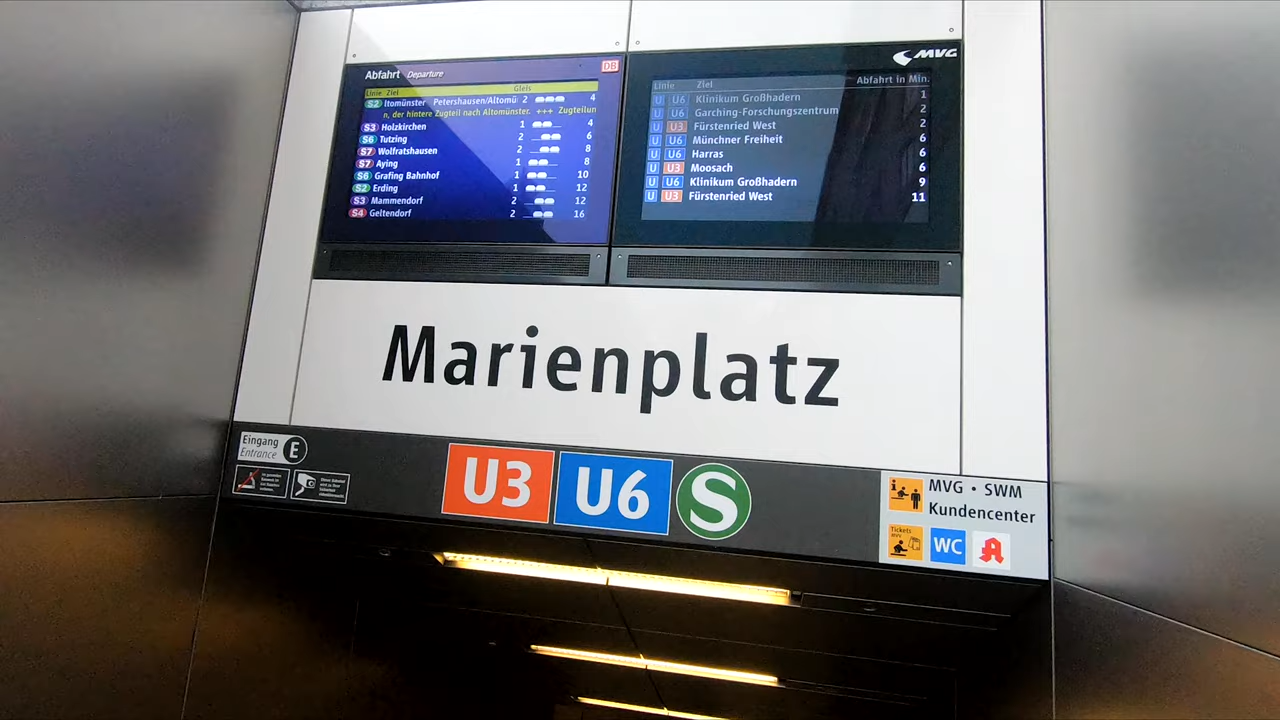 Abfahrt Departure DB
Linie Ziel Gleis
S2 Itomünster Petershausen/Altomü 2 4
n, der hintere Zugteil nach Altomünster. +++ Zugteilun
S3 Holzkirchen 1 4
S6 Tutzing 2 6
S7 Wolfratshausen 2 8
S7 Aying 1 8
S6 Grafing Bahnhof 1 10
S2 Erding 1 12
S3 Mammendorf 2 12
S4 Geltendorf 2 16
MVG
Linie Ziel Abfahrt in Min.
U U6 Klinikum Großhadern 1
U U6 Garching-Forschungszentrum 2
U U3 Fürstenried West 2
U U6 Münchner Freiheit 6
U U6 Harras 6
U U3 Moosach 6
U U6 Klinikum Großhadern 9
U U3 Fürstenried West 11
Marienplatz
Eingang
Entrance
E
U3 U6 S
MVG • SWM
Kundencenter
Tickets
WC